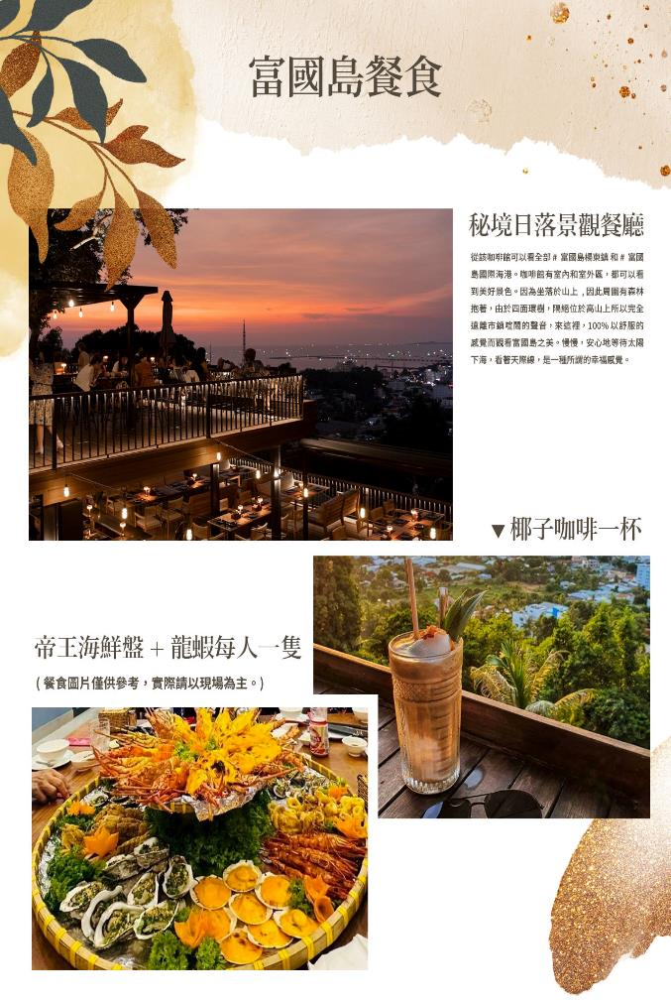 富國島餐食
秘境日落景觀餐廳
從該咖啡館可以看全部 # 富國島楊東鎮 和 # 富國
島國際海港。咖啡館有室內和室外區，都可以看
到美好景色。因為坐落於山上 , 因此周圍有森林
抱著，由於四面環樹，隔絕位於高山上所以完全
遠離市鎮喧鬧的聲音，來這裡，100% 以舒服的
感覺而觀看富國島之美。慢慢，安心地等待太陽
下海，看著天際線，是一種所謂的幸福感覺。
▼椰子咖啡一杯
帝王海鮮盤 + 龍蝦每人一隻
( 餐食圖片僅供參考，實際請以現場為主。)